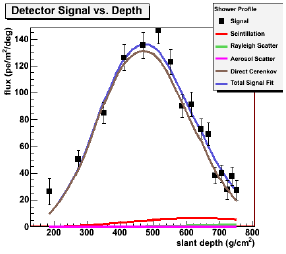 Detector Signal vs. Depth
Shower Profile
Signal
Scintillation
Rayleigh Scatter
Aerosol Scatter
Direct Cerenkov
Total Signal Fit
flux (pe/m²/deg)
140
120
100
80
60
40
20
0
200 300 400 500 600 700 800
slant depth (g/cm²)